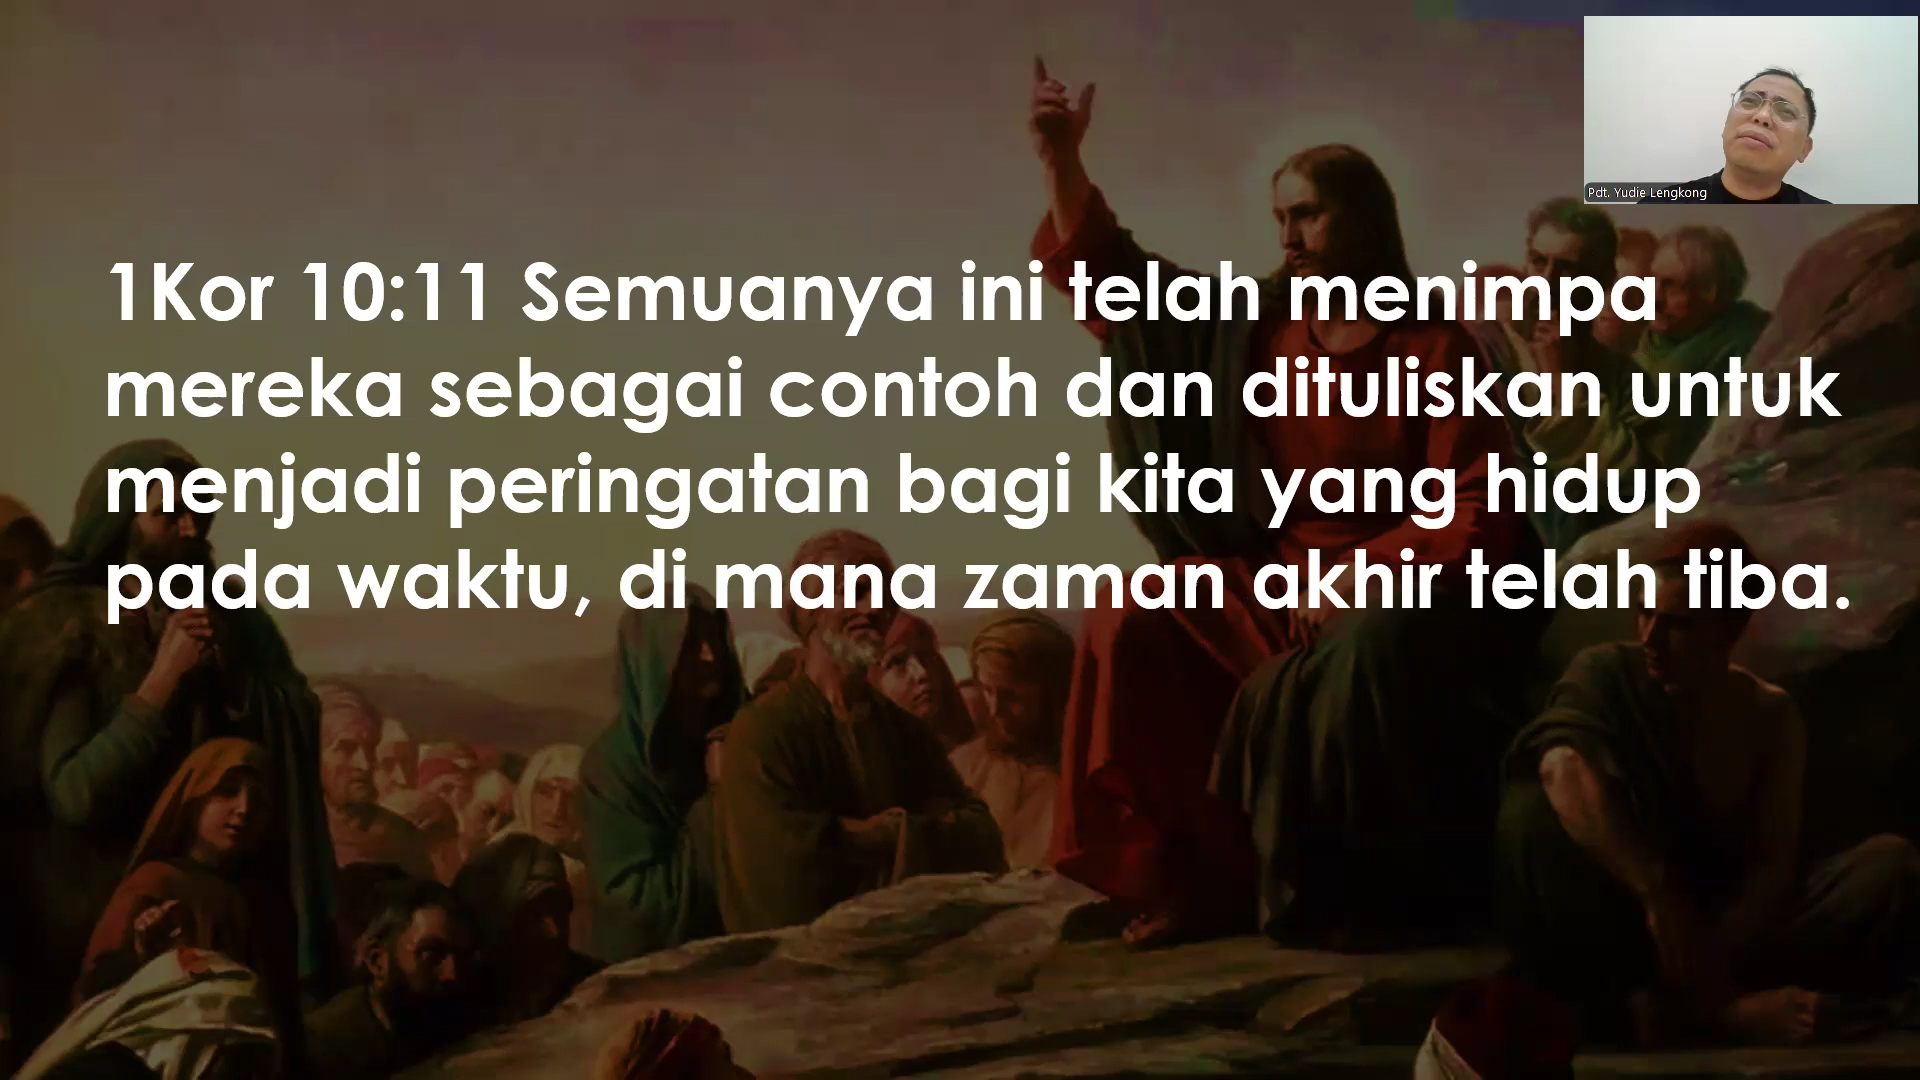 Pdt. Yudie Lengkong
1Kor 10:11 Semuanya ini telah menimpa
mereka sebagai contoh dan dituliskan untuk
menjadi peringatan bagi kita yang hidup
pada waktu, di mana zaman akhir telah tiba.